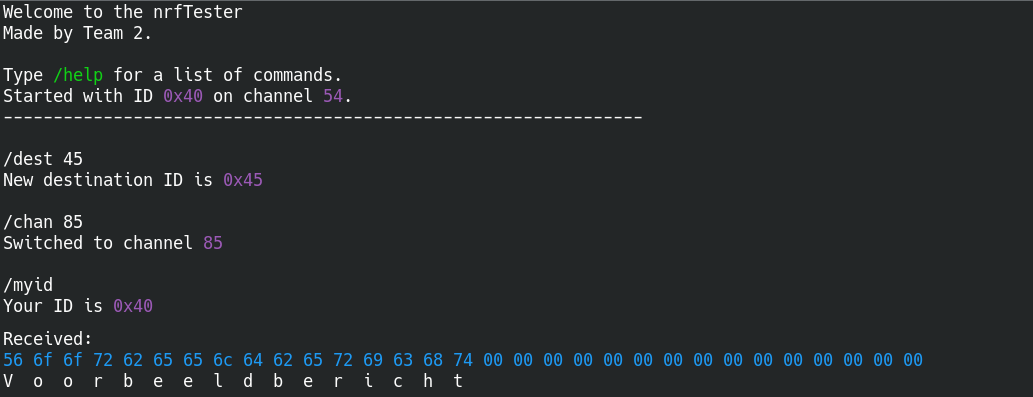 Welcome to the nrfTester
Made by Team 2.
Type /help for a list of commands.
Started with ID 0x40 on channel 54.
----------------------------------------------------------------
/dest 45
New destination ID is 0x45
/chan 85
Switched to channel 85
/myid
Your ID is 0x40
Received:
56 6f 6f 72 62 65 65 6c 64 62 65 72 69 63 68 74 00 00 00 00 00 00 00 00 00 00 00 00 00 00 00
V o o r b e e l d b e r i c h t